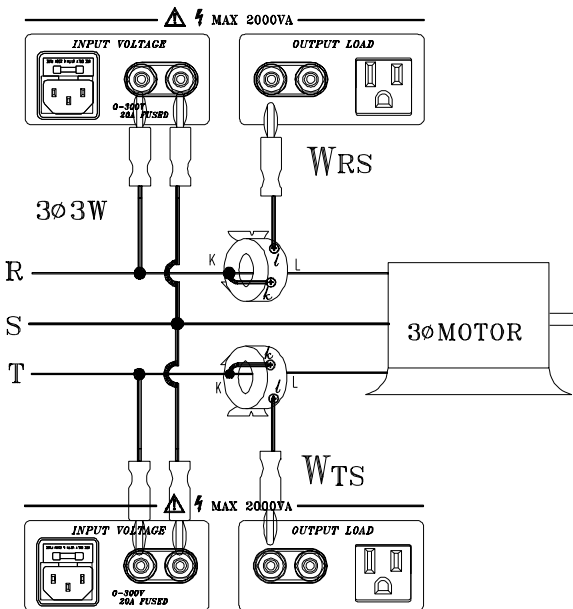 MAX 2000VA
INPUT VOLTAGE
OUTPUT LOAD
0-300V
20A FUSED
WRS
3ø3W
K
l
L
R
k
S
3øMOTOR
T
k
K
L
l
WTS
MAX 2000VA
INPUT VOLTAGE
OUTPUT LOAD
0-300V
20A FUSED